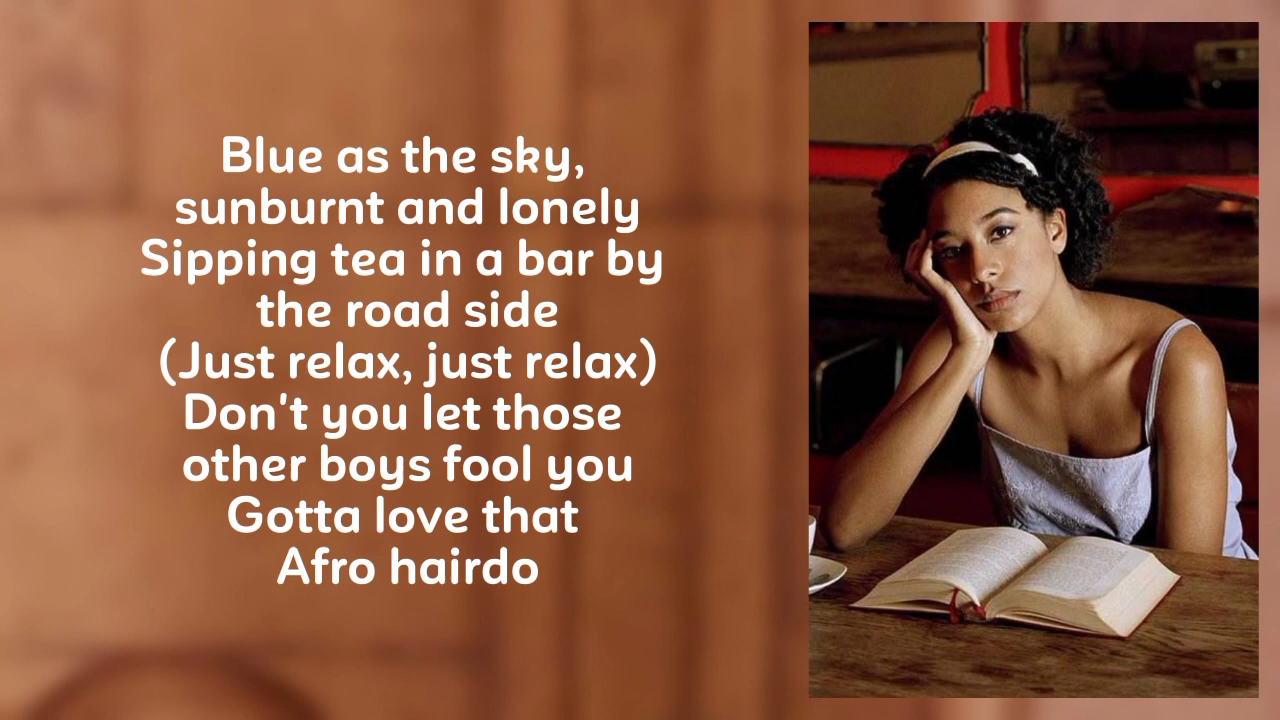 Blue as the sky,
sunburnt and lonely
Sipping tea in a bar by
the road side
(Just relax, just relax)
Don't you let those
other boys fool you
Gotta love that
Afro hairdo